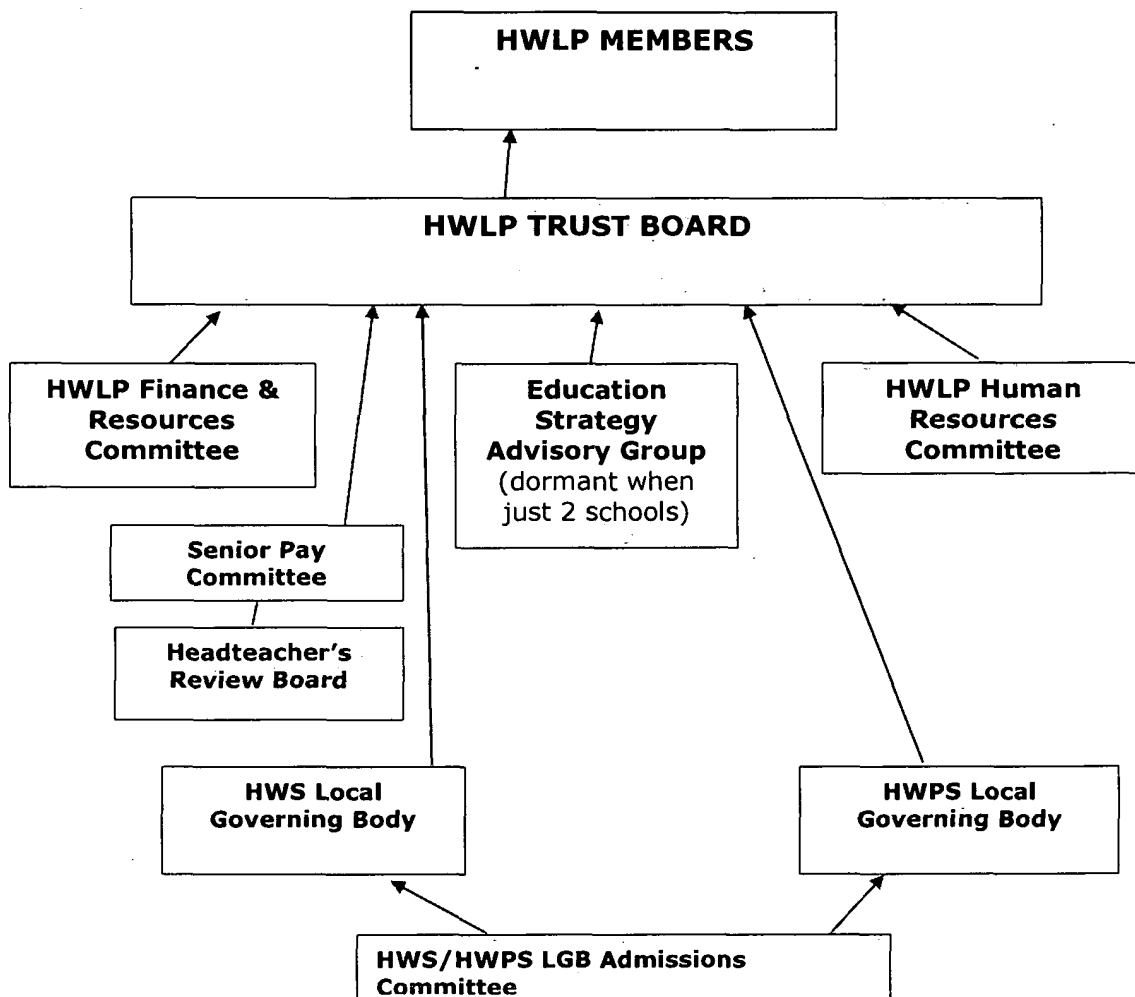 HWLP MEMBERS
HWLP TRUST BOARD
HWLP Finance &
Resources
Committee
Education
Strategy
Advisory Group
(dormant when
just 2 schools)
HWLP Human
Resources
Committee
Senior Pay
Committee
Headteacher's
Review Board
HWS Local
Governing Body
HWPS Local
Governing Body
HWS/HWPS LGB Admissions
Committee